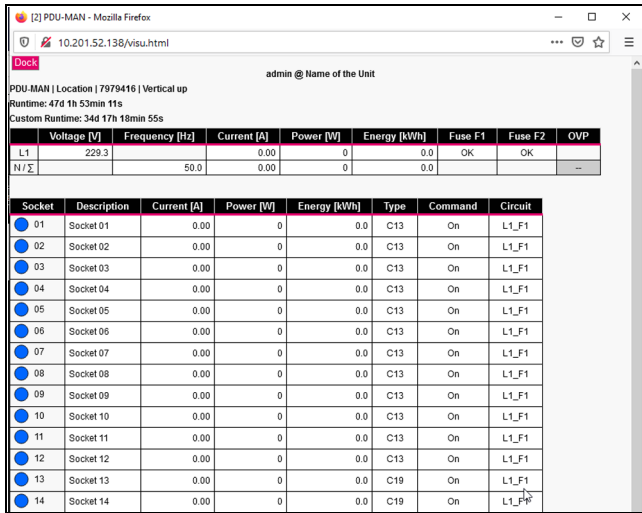 [2] PDU-MAN - Mozilla Firefox
10.201.52.138/visu.html
Dock
admin @ Name of the Unit
PDU-MAN | Location | 7979416 | Vertical up
Runtime: 47d 1h 53min 11s
Custom Runtime: 34d 17h 18min 55s
Voltage [V] Frequency [Hz] Current [A] Power [W] Energy [kWh] Fuse F1 Fuse F2 OVP
L1 229.3 0.00 0 0.0 OK OK
N / Σ 50.0 0.00 0 0.0 --
Socket Description Current [A] Power [W] Energy [kWh] Type Command Circuit
01 Socket 01 0.00 0 0.0 C13 On L1_F1
02 Socket 02 0.00 0 0.0 C13 On L1_F1
03 Socket 03 0.00 0 0.0 C13 On L1_F1
04 Socket 04 0.00 0 0.0 C13 On L1_F1
05 Socket 05 0.00 0 0.0 C13 On L1_F1
06 Socket 06 0.00 0 0.0 C13 On L1_F1
07 Socket 07 0.00 0 0.0 C13 On L1_F1
08 Socket 08 0.00 0 0.0 C13 On L1_F1
09 Socket 09 0.00 0 0.0 C13 On L1_F1
10 Socket 10 0.00 0 0.0 C13 On L1_F1
11 Socket 11 0.00 0 0.0 C13 On L1_F1
12 Socket 12 0.00 0 0.0 C13 On L1_F1
13 Socket 13 0.00 0 0.0 C19 On L1_F1
14 Socket 14 0.00 0 0.0 C19 On L1_F1